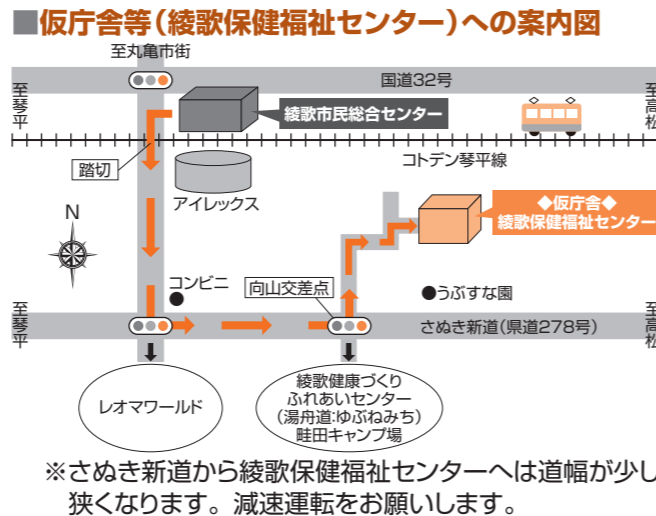 ■仮庁舎等(綾歌保健福祉センター)への案内図
至丸亀市街
国道32号
至琴平
至高松
綾歌市民総合センター
踏切
コトデン琴平線
アイレックス
◆仮庁舎◆
綾歌保健福祉センター
N
コンビニ
向山交差点
●うぶすな園
至琴平
さぬき新道(県道278号)
至高松
レオマワールド
綾歌健康づくり
ふれあいセンター
(湯舟道:ゆぶねみち)
畦田キャンプ場
※さぬき新道から綾歌保健福祉センターへは道幅が少し
狭くなります。減速運転をお願いします。